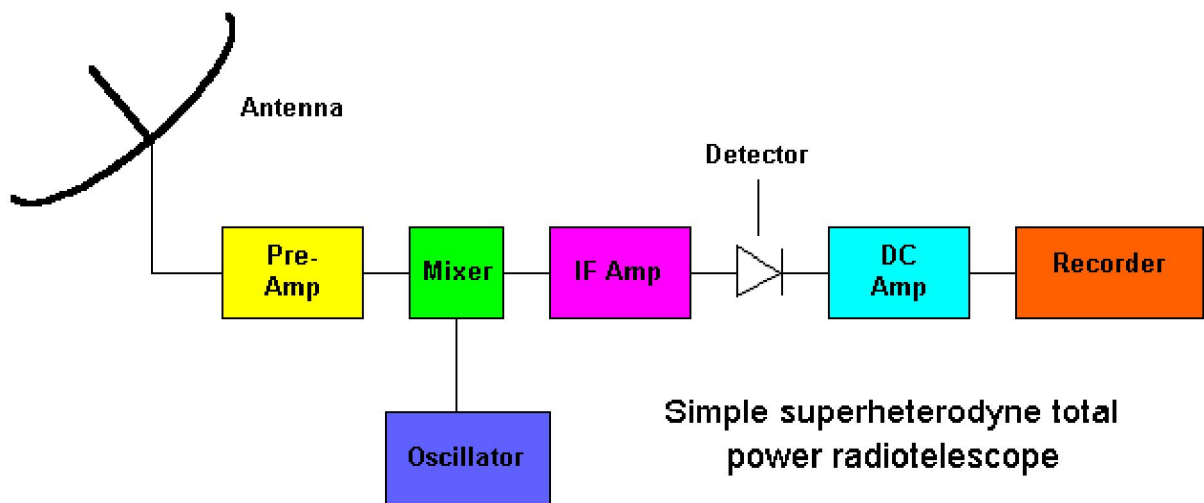 Antenna
Detector
Pre-
Amp
Mixer
IF Amp
DC
Amp
Recorder
Oscillator
Simple superheterodyne total
power radiotelescope